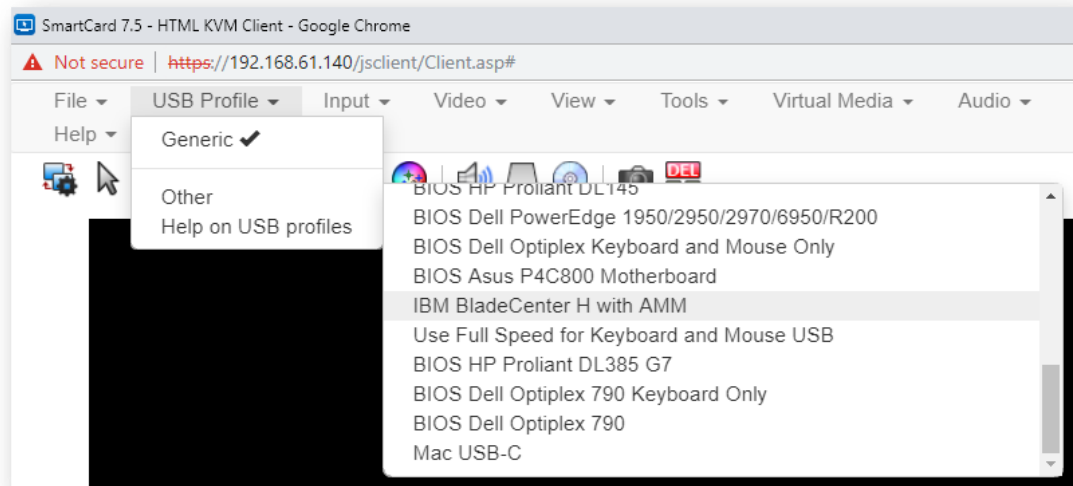 SmartCard 7.5 - HTML KVM Client - Google Chrome
Not secure | https://192.168.61.140/jsclient/Client.asp#
File USB Profile Input Video View Tools Virtual Media Audio
Help
Generic
DEL
Other
Help on USB profiles
BIOS HP Proliant DL145
BIOS Dell PowerEdge 1950/2950/2970/6950/R200
BIOS Dell Optiplex Keyboard and Mouse Only
BIOS Asus P4C800 Motherboard
IBM BladeCenter H with AMM
Use Full Speed for Keyboard and Mouse USB
BIOS HP Proliant DL385 G7
BIOS Dell Optiplex 790 Keyboard Only
BIOS Dell Optiplex 790
Mac USB-C